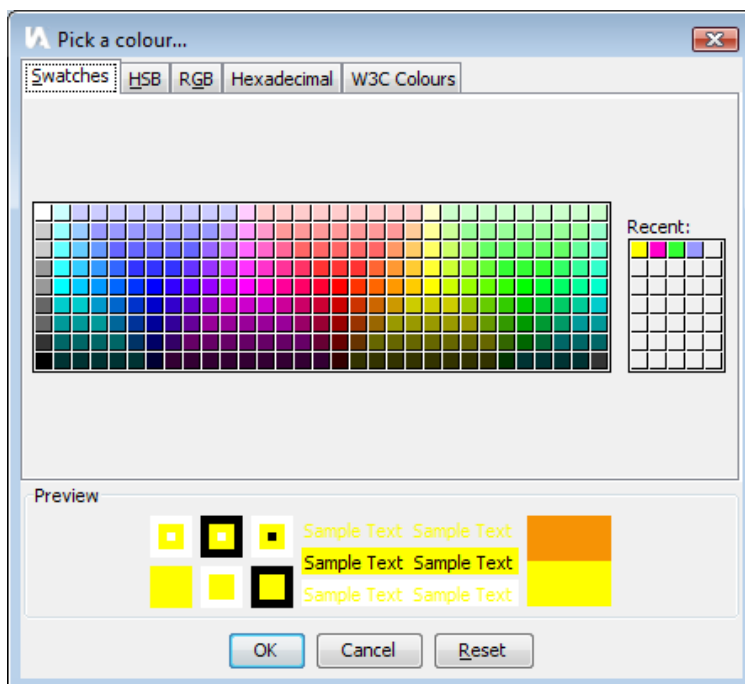 Pick a colour...
Swatches HSB RGB Hexadecimal W3C Colours
Recent:
Preview
Sample Text Sample Text
Sample Text Sample Text
Sample Text Sample Text
OK Cancel Reset